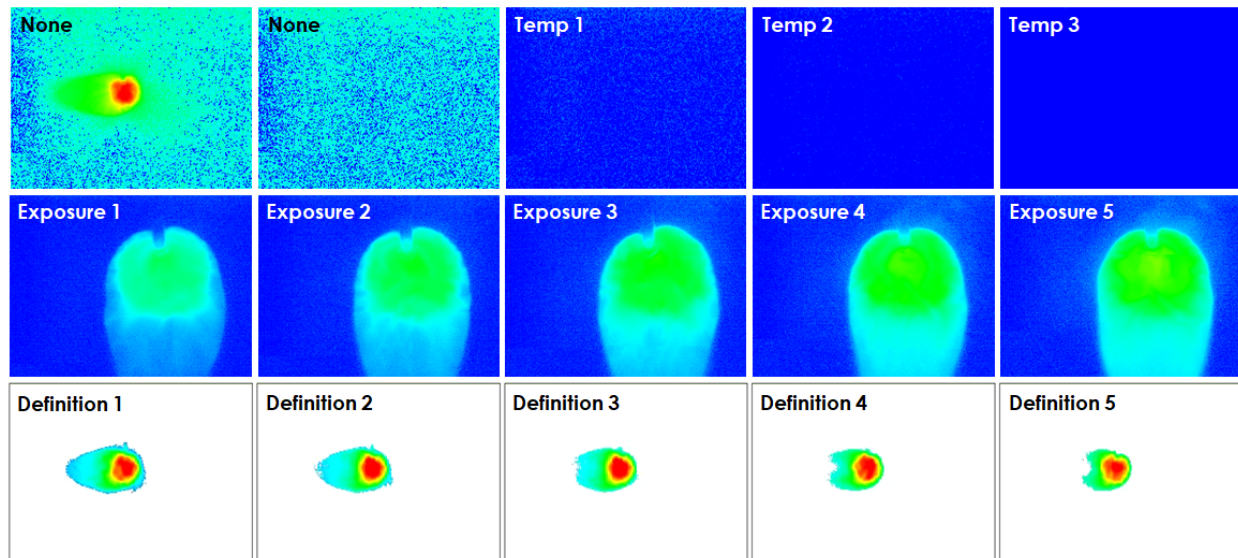 None
None
Temp 1
Temp 2
Temp 3
Exposure 1
Exposure 2
Exposure 3
Exposure 4
Exposure 5
Definition 1
Definition 2
Definition 3
Definition 4
Definition 5